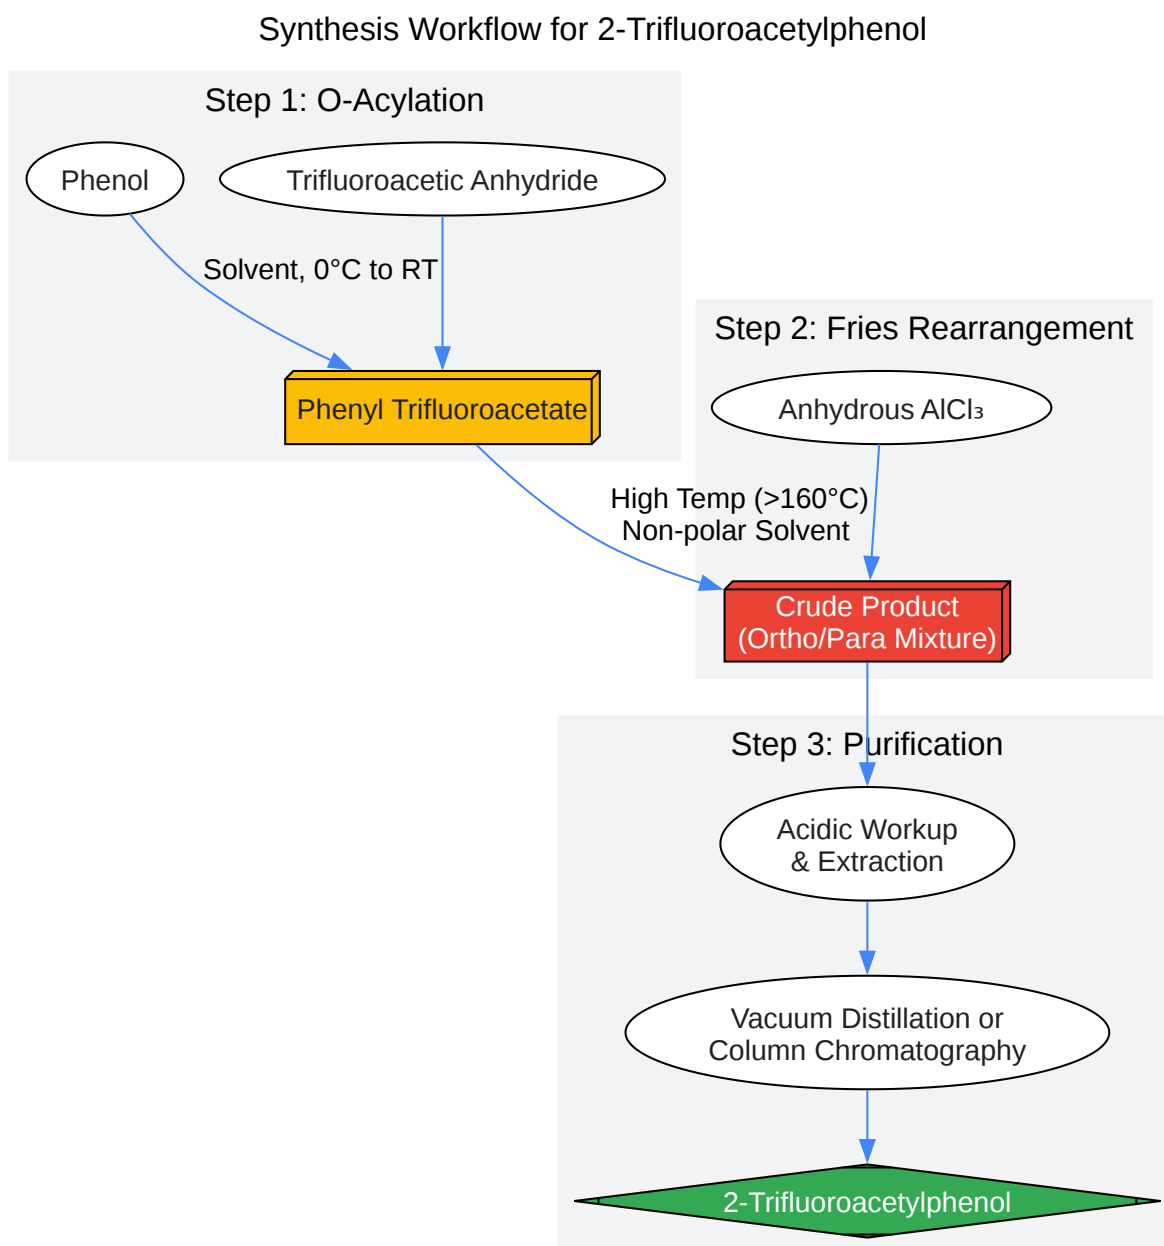 Synthesis Workflow for 2-Trifluoroacetylphenol
Step 1: O-Acylation
Phenol
Trifluoroacetic Anhydride
Solvent, 0°C to RT
Phenyl Trifluoroacetate
Step 2: Fries Rearrangement
Anhydrous AlCl₃
High Temp (>160°C)
Non-polar Solvent
Crude Product
(Ortho/Para Mixture)
Step 3: Purification
Acidic Workup
& Extraction
Vacuum Distillation or
Column Chromatography
2-Trifluoroacetylphenol